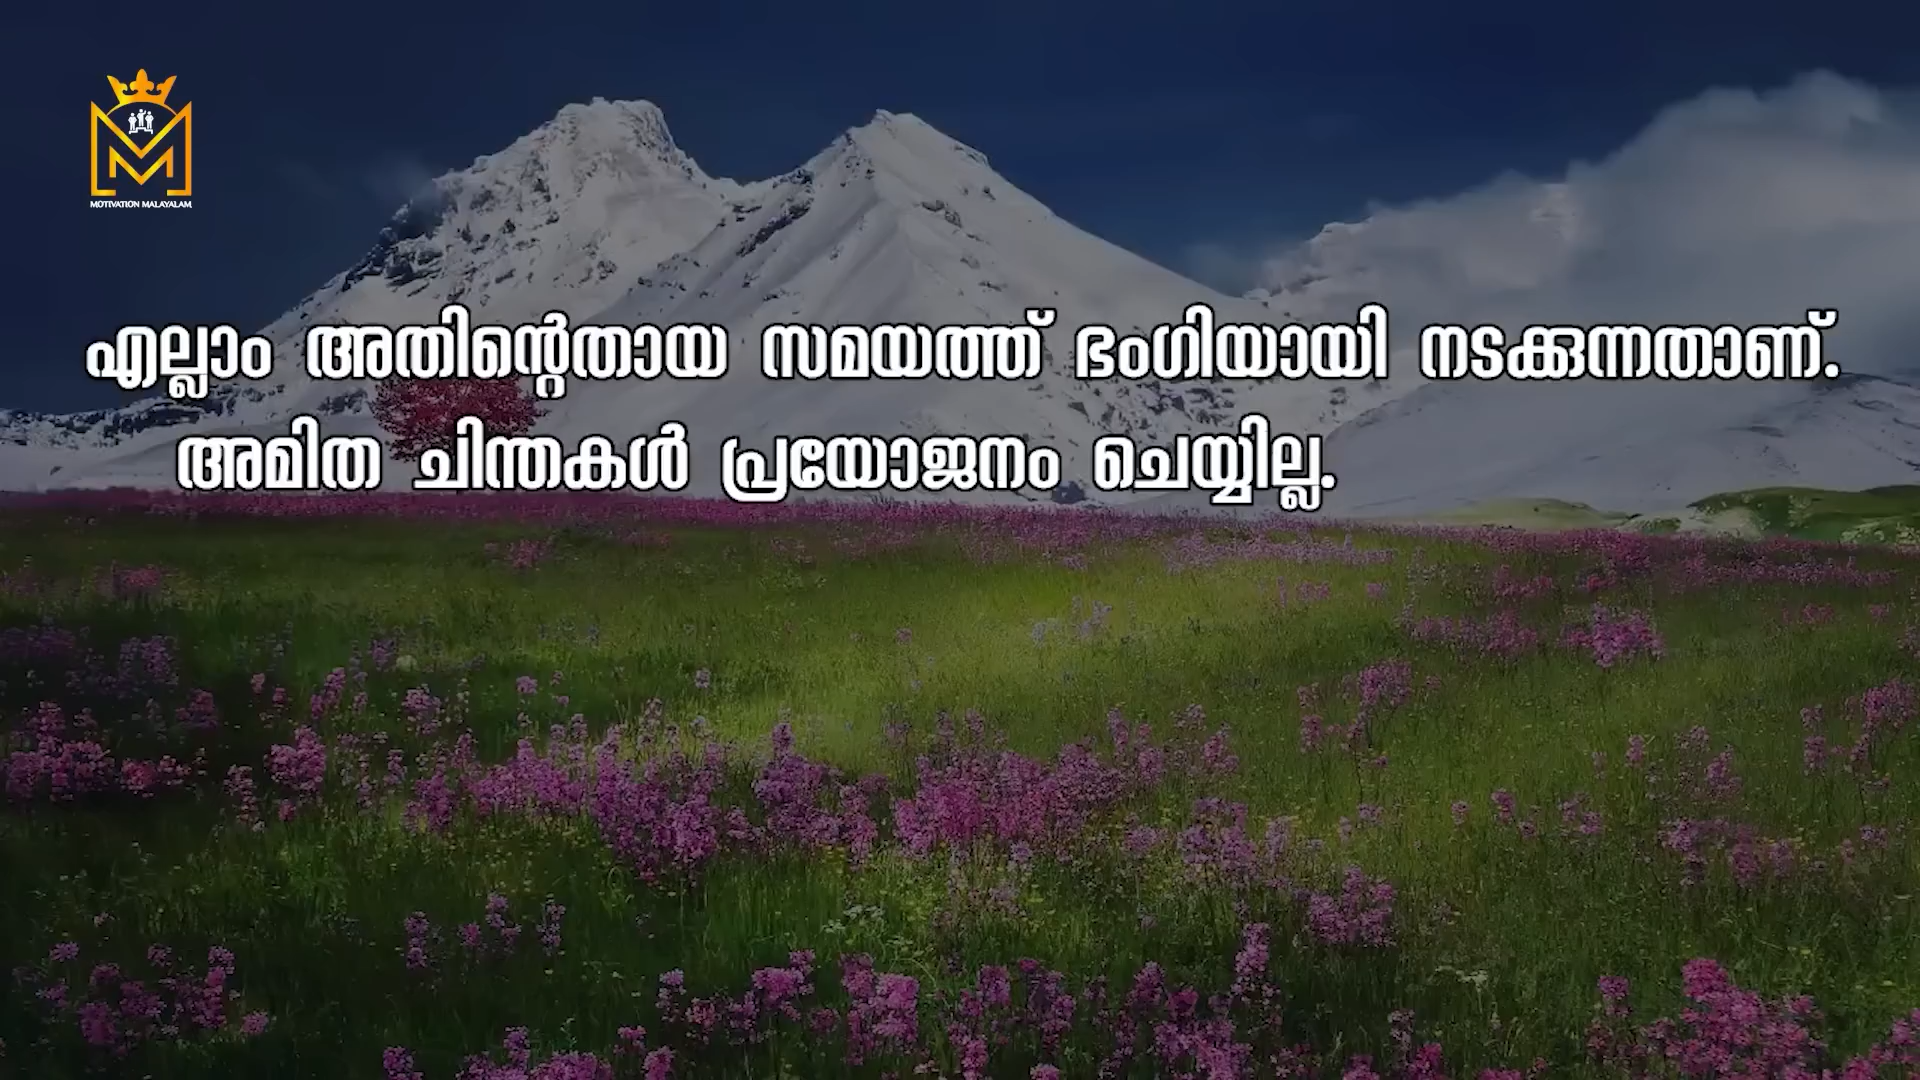 MOTIVATION MALAYALAM
എല്ലാം അതിന്റെതായ സമയത്ത് ഭംഗിയായി നടക്കുന്നതാണ്.
അമിത ചിന്തകൾ പ്രയോജനം ചെയ്യില്ല.